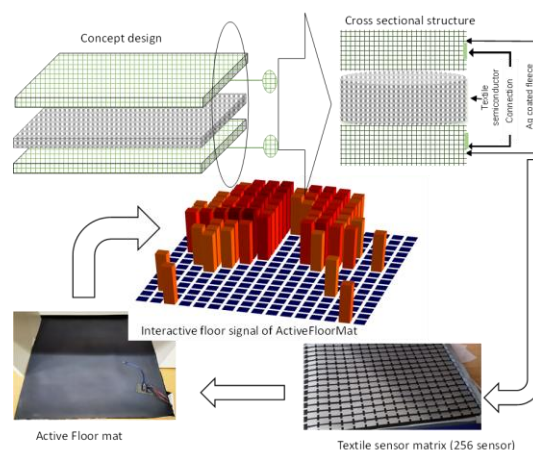 Concept design
Cross sectional structure
Textile
semiconductor
Connection
Ag coated fleece
Interactive floor signal of ActiveFloorMat
Active Floor mat
Textile sensor matrix (256 sensor)